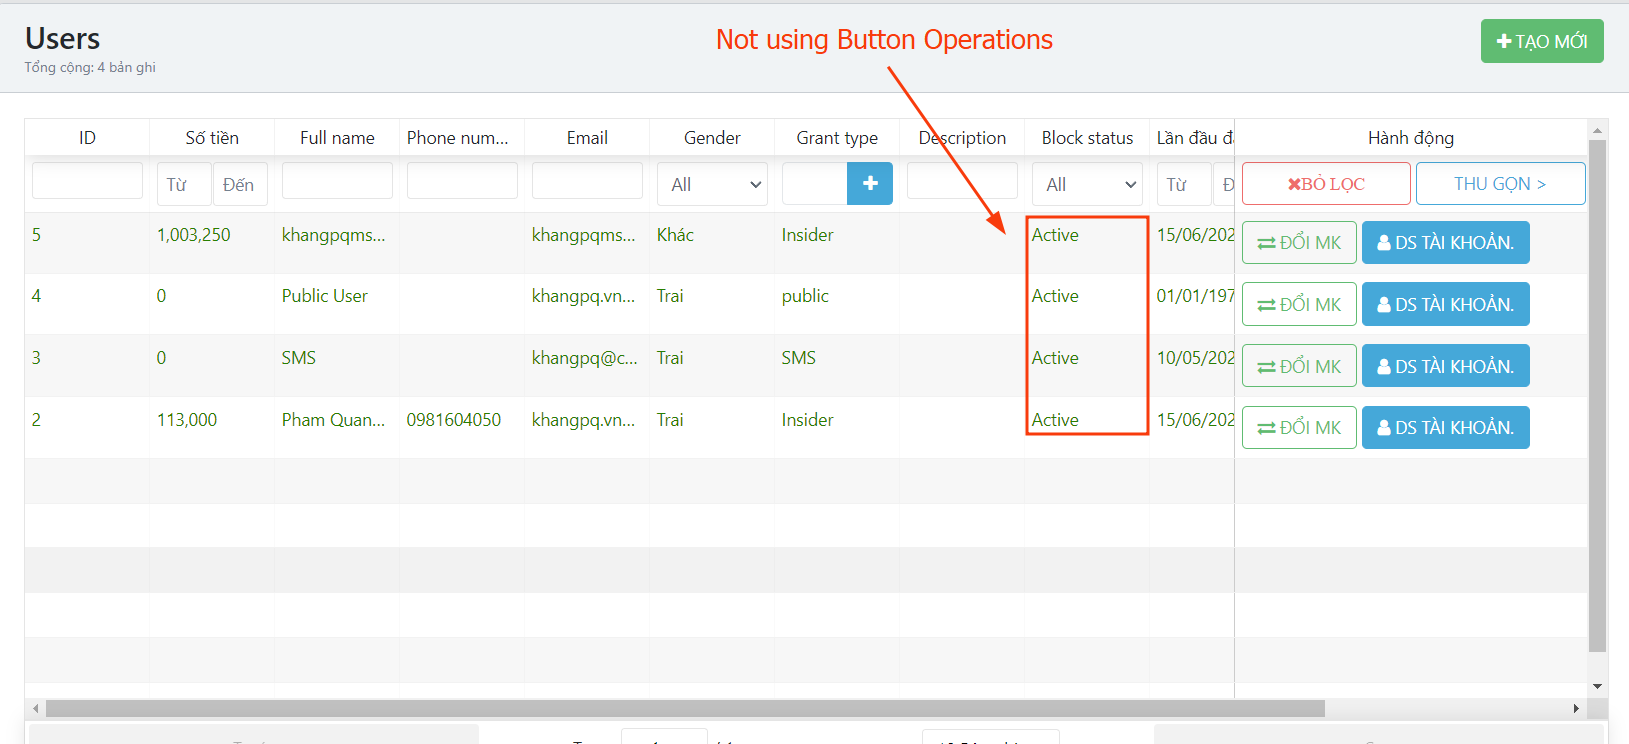 Users
Tổng cộng: 4 bản ghi
Not using Button Operations
TẠO MỚI
ID Số tiền Full name Phone num... Email Gender Grant type Description Block status Lần đầu đă Hành động
Từ Đến All All Từ Đ BỎ LỌC THU GỌN >
5 1,003,250 khangpqms... khangpqms... Khác Insider Active 15/06/202 ĐỔI MK DS TÀI KHOẢN.
4 0 Public User khangpq.vn... Trai public Active 01/01/197 ĐỔI MK DS TÀI KHOẢN.
3 0 SMS khangpq@c... Trai SMS Active 10/05/202 ĐỔI MK DS TÀI KHOẢN.
2 113,000 Pham Quan... 0981604050 khangpq.vn... Trai Insider Active 15/06/202 ĐỔI MK DS TÀI KHOẢN.